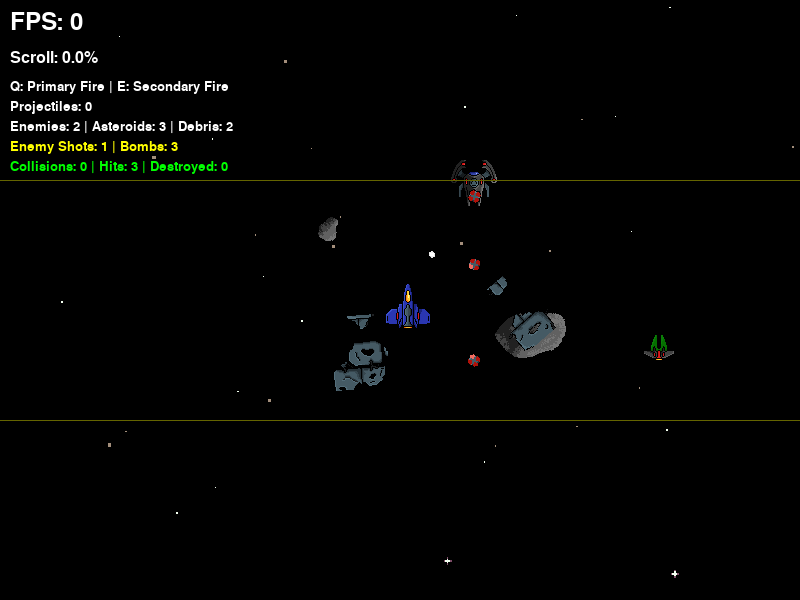 FPS: 0
Scroll: 0.0%
Q: Primary Fire | E: Secondary Fire
Projectiles: 0
Enemies: 2 | Asteroids: 3 | Debris: 2
Enemy Shots: 1 | Bombs: 3
Collisions: 0 | Hits: 3 | Destroyed: 0